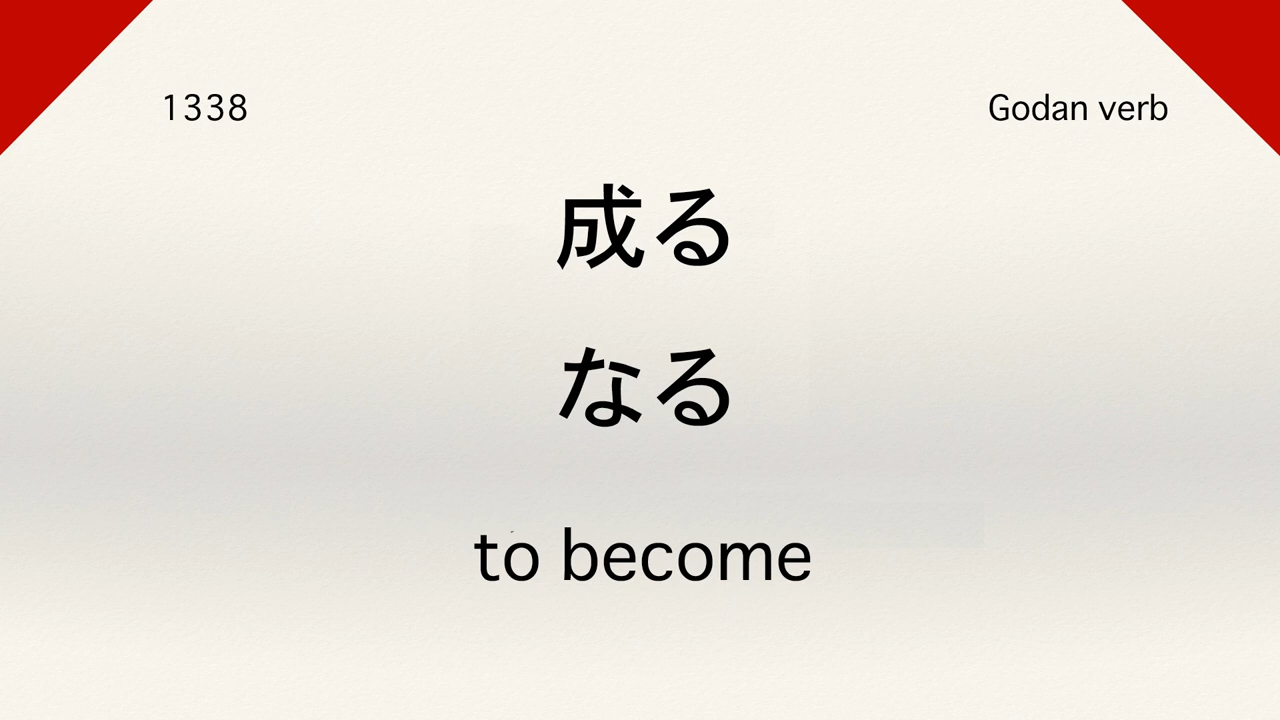 1338
Godan verb
成る
なる
to become